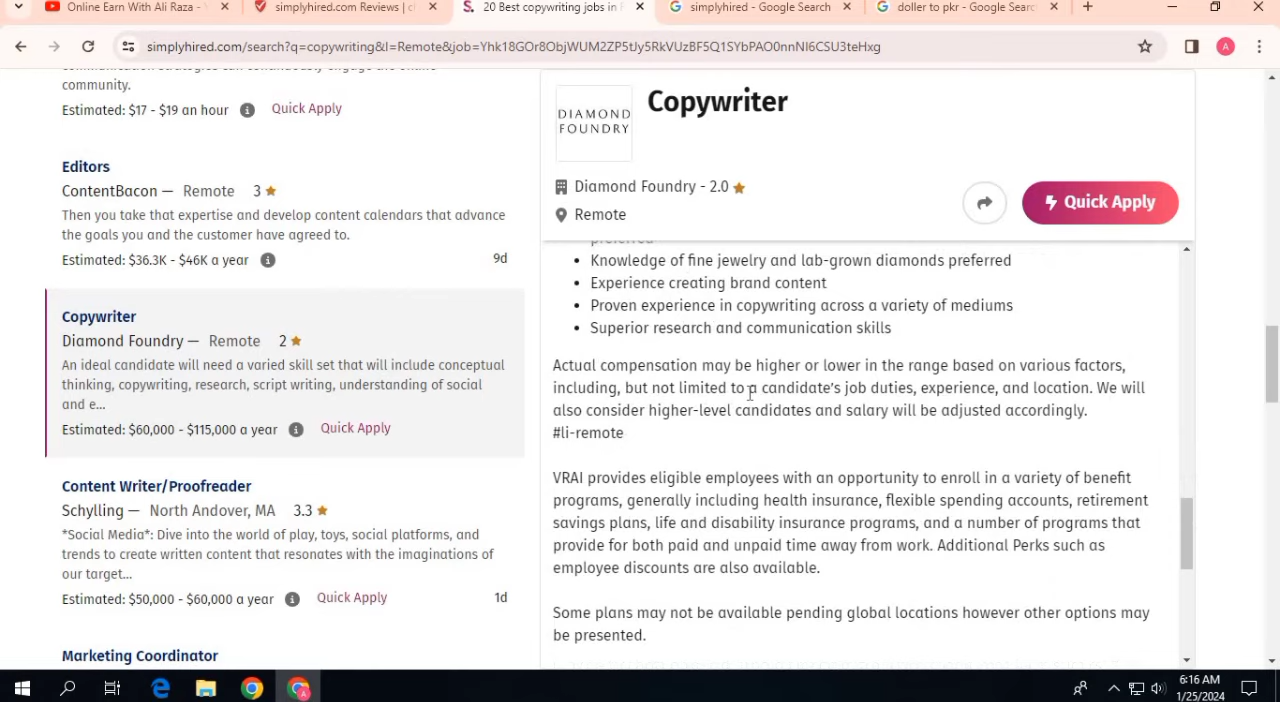 Online Earn With Ali Raza -
simplyhired.com Reviews | cl
20 Best copywriting jobs in F
simplyhired - Google Search
doller to pkr - Google Search
simplyhired.com/search?q=copywriting&l=Remote&job=Yhk18GOr8ObjWUM2ZP5tJy5RkVUzBF5Q1SYbPAO0nnNl6CSU3teHxg
A
community.
Estimated: $17 - $19 an hour Quick Apply
Editors
ContentBacon — Remote 3
Then you take that expertise and develop content calendars that advance
the goals you and the customer have agreed to.
Estimated: $36.3K - $46K a year 9d
Copywriter
Diamond Foundry — Remote 2
An ideal candidate will need a varied skill set that will include conceptual
thinking, copywriting, research, script writing, understanding of social
and e...
Estimated: $60,000 - $115,000 a year Quick Apply
Content Writer/Proofreader
Schylling — North Andover, MA 3.3
*Social Media*: Dive into the world of play, toys, social platforms, and
trends to create written content that resonates with the imaginations of
our target...
Estimated: $50,000 - $60,000 a year Quick Apply 1d
Marketing Coordinator
DIAMOND
FOUNDRY
Copywriter
Diamond Foundry - 2.0
Remote
Quick Apply
preferred
• Knowledge of fine jewelry and lab-grown diamonds preferred
• Experience creating brand content
• Proven experience in copywriting across a variety of mediums
• Superior research and communication skills
Actual compensation may be higher or lower in the range based on various factors,
including, but not limited to a candidate's job duties, experience, and location. We will
also consider higher-level candidates and salary will be adjusted accordingly.
#li-remote
VRAI provides eligible employees with an opportunity to enroll in a variety of benefit
programs, generally including health insurance, flexible spending accounts, retirement
savings plans, life and disability insurance programs, and a number of programs that
provide for both paid and unpaid time away from work. Additional Perks such as
employee discounts are also available.
Some plans may not be available pending global locations however other options may
be presented.
A
6:16 AM
1/25/2024